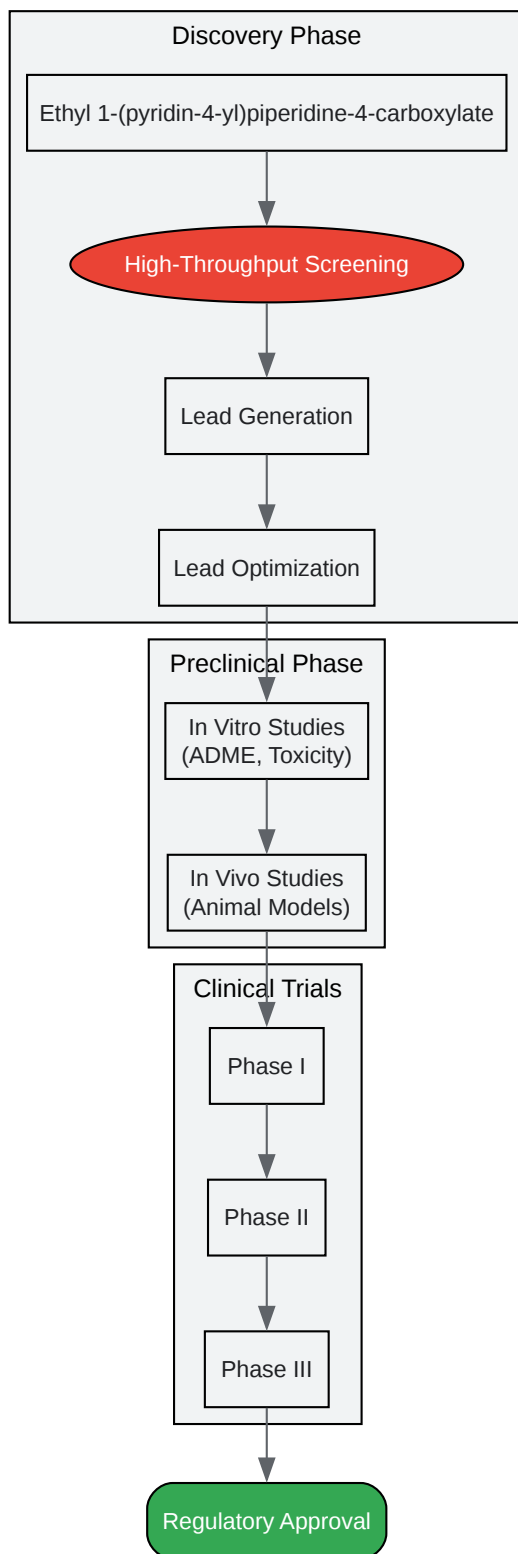 Discovery Phase
Ethyl 1-(pyridin-4-yl)piperidine-4-carboxylate
High-Throughput Screening
Lead Generation
Lead Optimization
Preclinical Phase
In Vitro Studies
(ADME, Toxicity)
In Vivo Studies
(Animal Models)
Clinical Trials
Phase I
Phase II
Phase III
Regulatory Approval